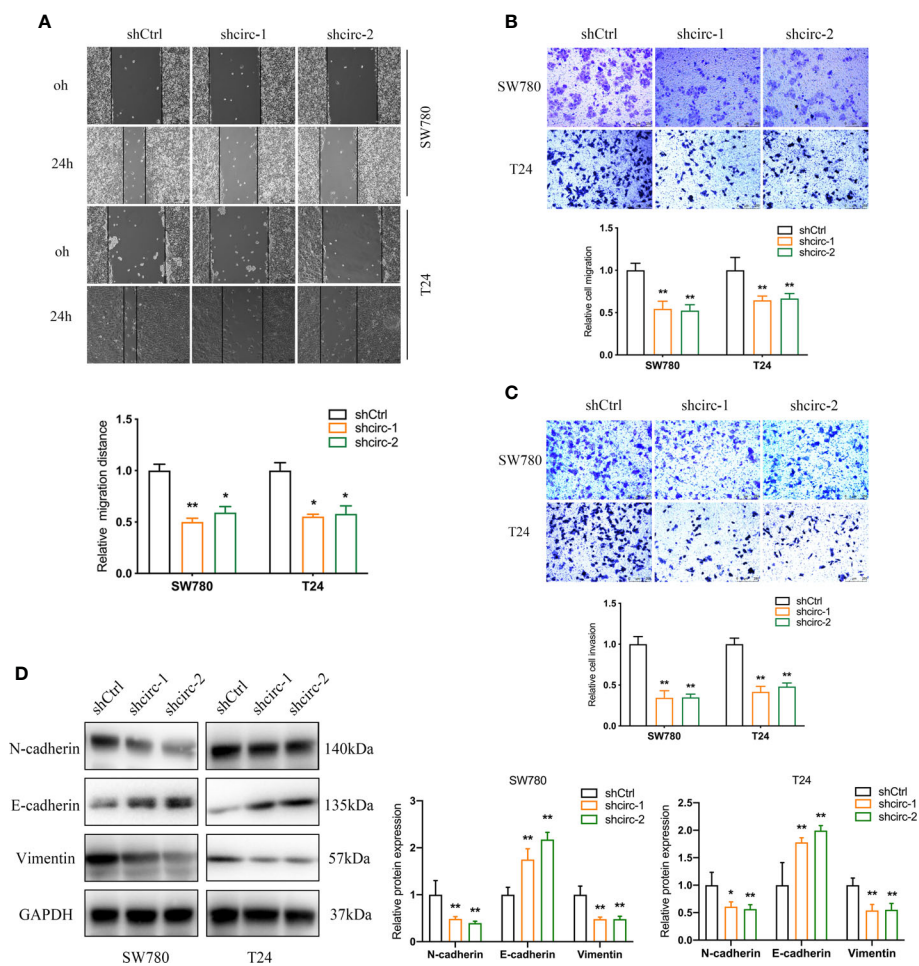 A
shCtrl shcirc-1 shcirc-2
oh
24h
SW780
oh
24h
T24
Relative migration distance
1.5
1.0
0.5
0.0
shCtrl
shcirc-1
shcirc-2
** * * *
SW780 T24
B
shCtrl shcirc-1 shcirc-2
SW780
T24
Relative cell migration
1.5
1.0
0.5
0.0
shCtrl
shcirc-1
shcirc-2
** ** ** **
SW780 T24
C
shCtrl shcirc-1 shcirc-2
SW780
T24
Relative cell invasion
1.5
1.0
0.5
0.0
shCtrl
shcirc-1
shcirc-2
** ** ** **
SW780 T24
D
shCtrl shcirc-1 shcirc-2 shCtrl shcirc-1 shcirc-2
N-cadherin 140kDa
E-cadherin 135kDa
Vimentin 57kDa
GAPDH 37kDa
SW780 T24
SW780
Relative protein expression
2.5
2.0
1.5
1.0
0.5
0.0
shCtrl
shcirc-1
shcirc-2
** ** ** ** ** **
N-cadherin E-cadherin Vimentin
T24
Relative protein expression
2.5
2.0
1.5
1.0
0.5
0.0
shCtrl
shcirc-1
shcirc-2
* ** ** ** ** **
N-cadherin E-cadherin Vimentin